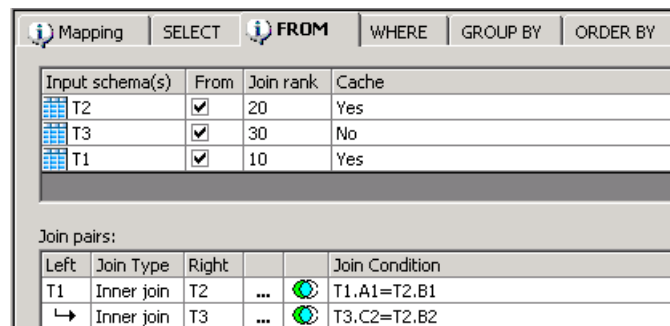 Mapping SELECT FROM WHERE GROUP BY ORDER BY
Input schema(s) From Join rank Cache
T2 20 Yes
T3 30 No
T1 10 Yes
Join pairs:
Left Join Type Right Join Condition
T1 Inner join T2 ... T1.A1=T2.B1
Inner join T3 ... T3.C2=T2.B2